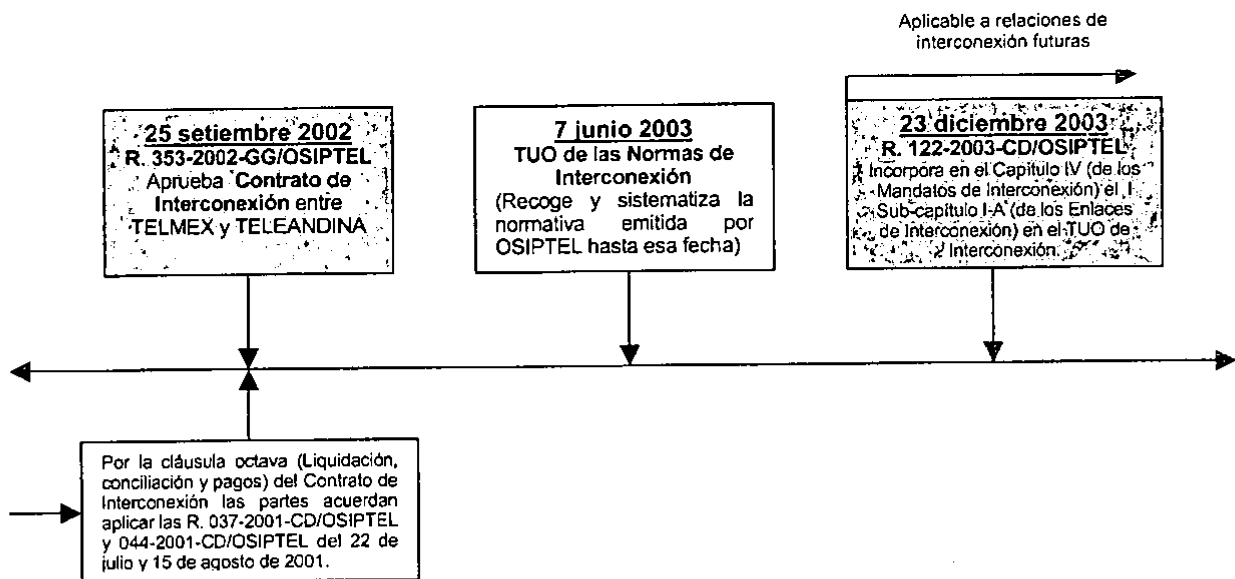 Aplicable a relaciones de
interconexión futuras
25 setiembre 2002
R. 353-2002-GG/OSIPTEL
Aprueba Contrato de
Interconexión entre
TELMEX y TELEANDINA
7 junio 2003
TUO de las Normas de
Interconexión
(Recoge y sistematiza la
normativa emitida por
OSIPTEL hasta esa fecha)
23 diciembre 2003
R. 122-2003-CD/OSIPTEL
Incorpora en el Capítulo IV (de los
Mandatos de Interconexión) el
Sub-capítulo I-A (de los Enlaces
de Interconexión) en el TUO de
Interconexión.
Por la cláusula octava (Liquidación,
conciliación y pagos) del Contrato de
Interconexión las partes acuerdan
aplicar las R. 037-2001-CD/OSIPTEL
y 044-2001-CD/OSIPTEL del 22 de
julio y 15 de agosto de 2001.